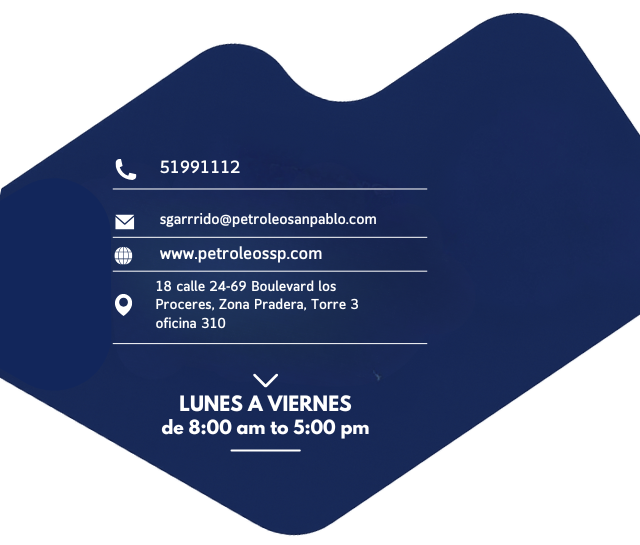 51991112
sgarrrido@petroleosanpablo.com
www.petroleossp.com
18 calle 24-69 Boulevard los
Proceres, Zona Pradera, Torre 3
oficina 310
LUNES A VIERNES
de 8:00 am to 5:00 pm